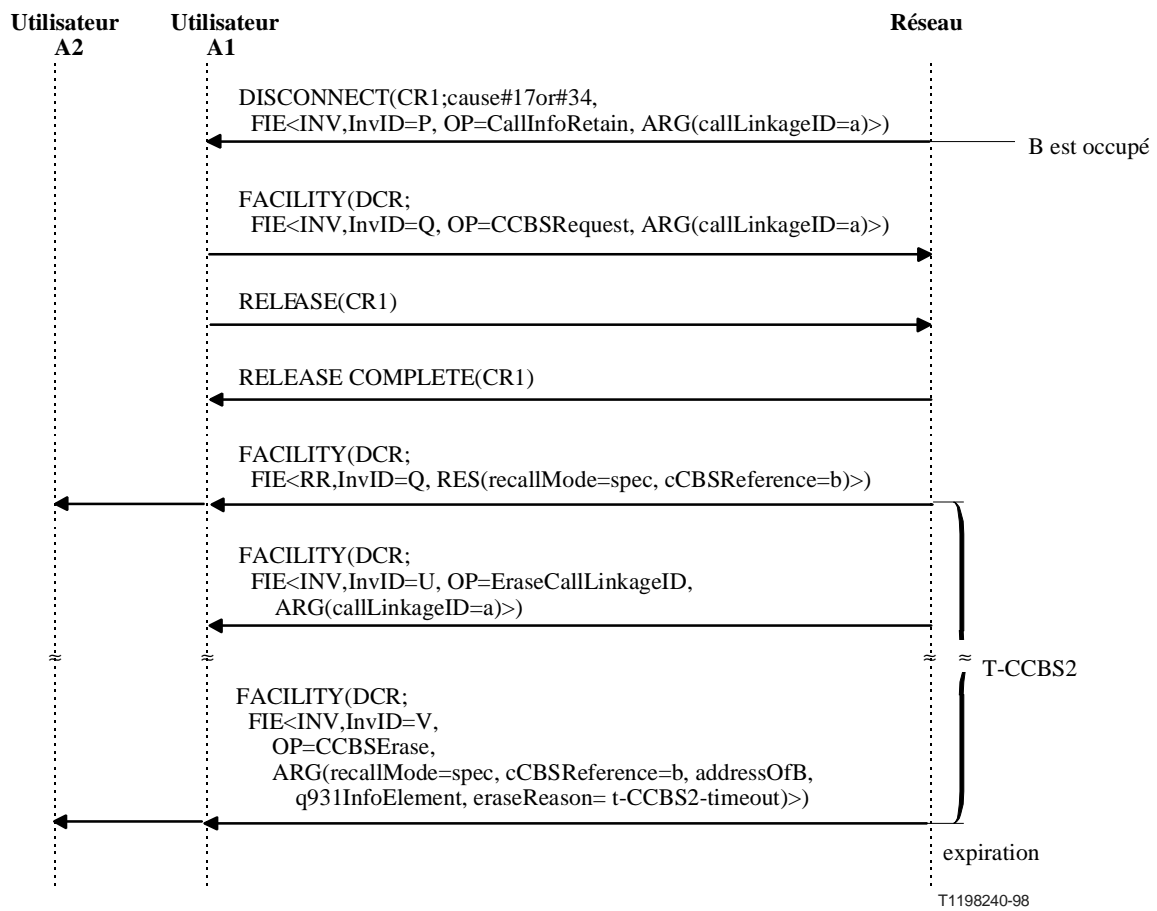 Utilisateur A2
Utilisateur A1
Réseau
DISCONNECT(CR1;cause#17or#34,
FIE<INV,InvID=P, OP=CallInfoRetain, ARG(callLinkageID=a)>)
B est occupé
FACILITY(DCR;
FIE<INV,InvID=Q, OP=CCBSRequest, ARG(callLinkageID=a)>)
RELEASE(CR1)
RELEASE COMPLETE(CR1)
FACILITY(DCR;
FIE<RR,InvID=Q, RES(recallMode=spec, cCBSReference=b)>)
FACILITY(DCR;
FIE<INV,InvID=U, OP=EraseCallLinkageID,
ARG(callLinkageID=a)>)
≈ ≈ ≈ ≈
T-CCBS2
FACILITY(DCR;
FIE<INV,InvID=V,
OP=CCBSErase,
ARG(recallMode=spec, cCBSReference=b, addressOfB,
q931InfoElement, eraseReason= t-CCBS2-timeout)>)
expiration
T1198240-98